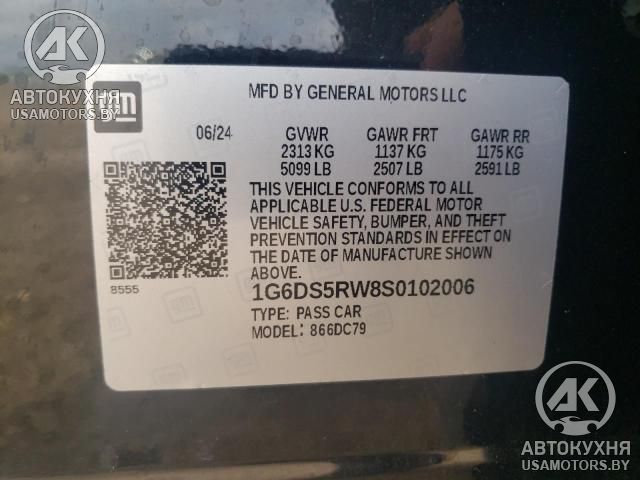 MFD BY GENERAL MOTORS LLC
gm
06/24 GVWR GAWR FRT GAWR RR
2313 KG 1137 KG 1175 KG
5099 LB 2507 LB 2591 LB
THIS VEHICLE CONFORMS TO ALL
APPLICABLE U.S. FEDERAL MOTOR
VEHICLE SAFETY, BUMPER, AND THEFT
PREVENTION STANDARDS IN EFFECT ON
THE DATE OF MANUFACTURE SHOWN
ABOVE.
8555
1G6DS5RW8S0102006
TYPE: PASS CAR
MODEL: 866DC79
АК
АВТОКУХНЯ
USAMOTORS.BY
АК
АВТОКУХНЯ
USAMOTORS.BY